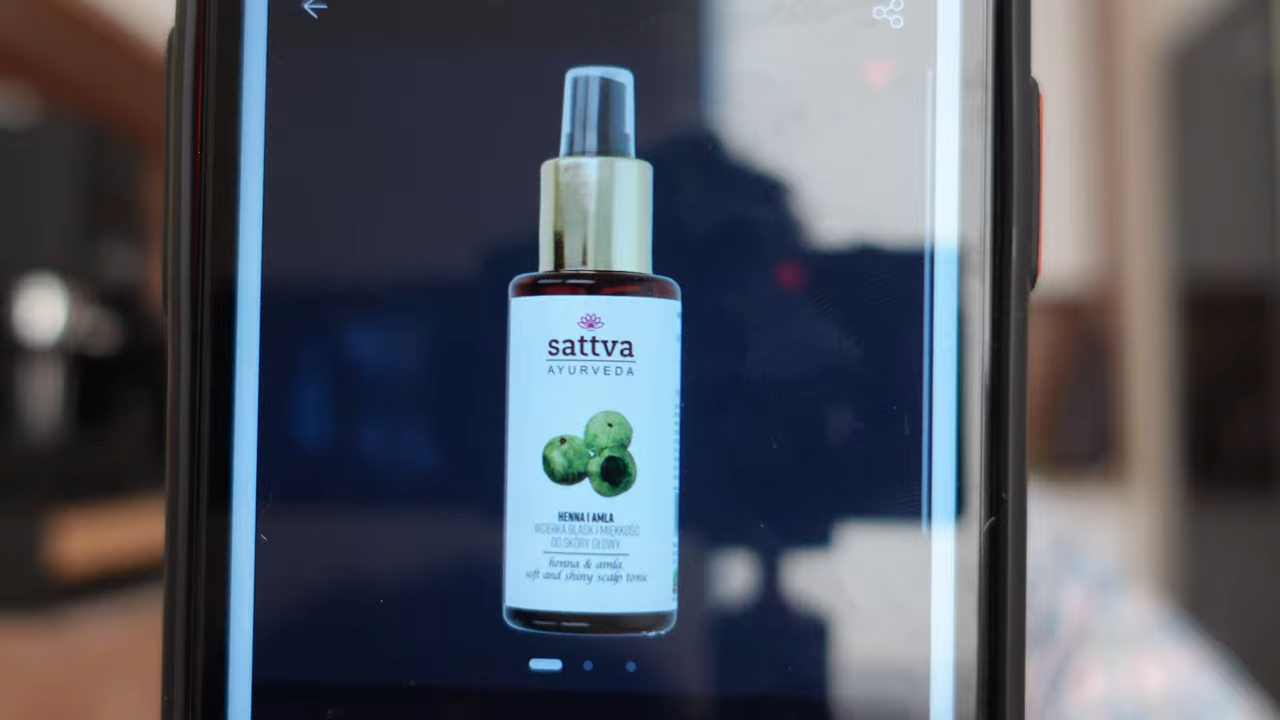 sattva
AYURVEDA
HENNA I AMLA
WCIERKA BLASK I MIĘKKOŚĆ
DO SKÓRY GŁOWY
henna & amla
soft and shiny scalp tonic